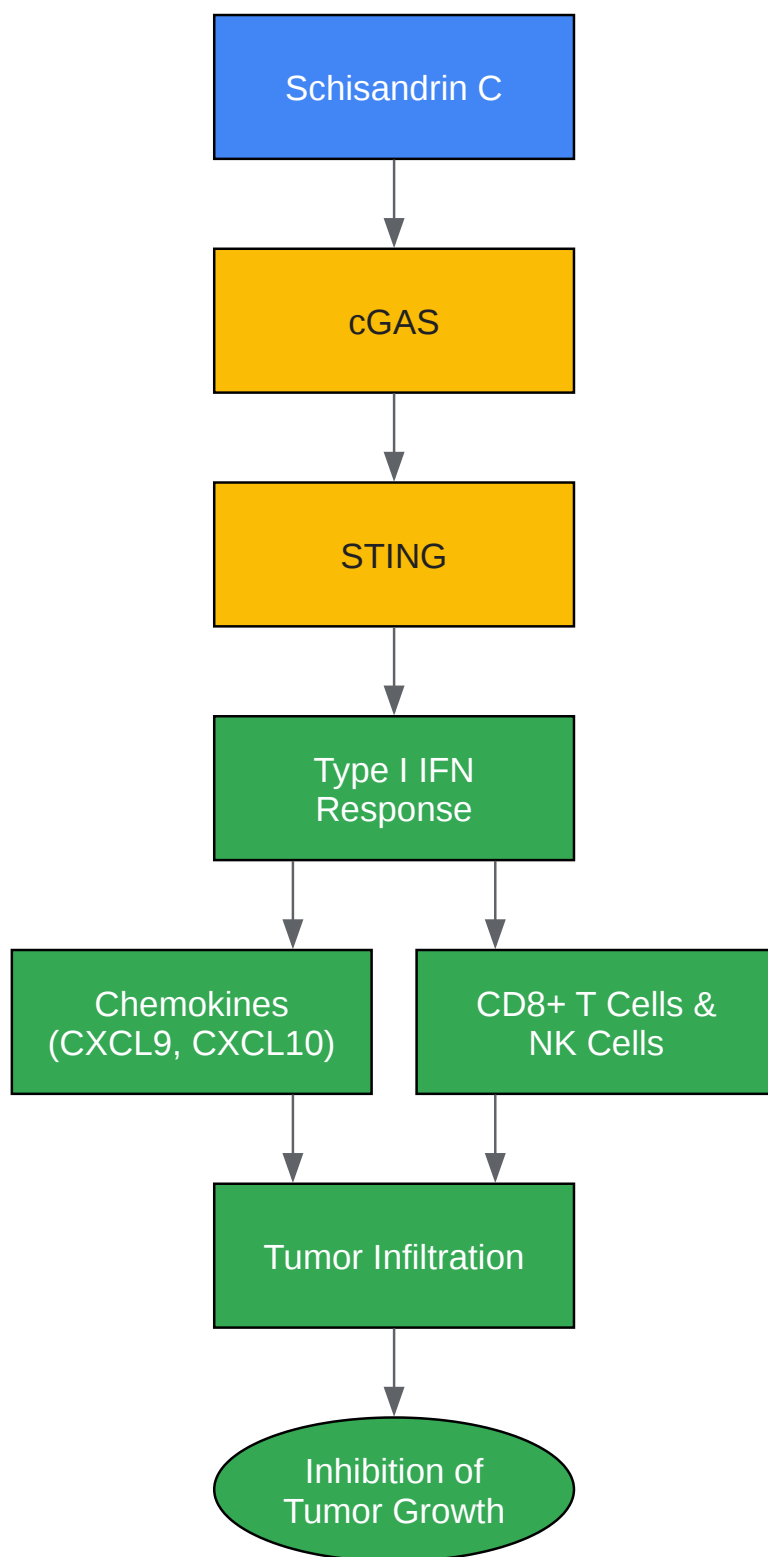 Schisandrin C
cGAS
STING
Type I IFN
Response
Chemokines
(CXCL9, CXCL10)
CD8+ T Cells &
NK Cells
Tumor Infiltration
Inhibition of
Tumor Growth